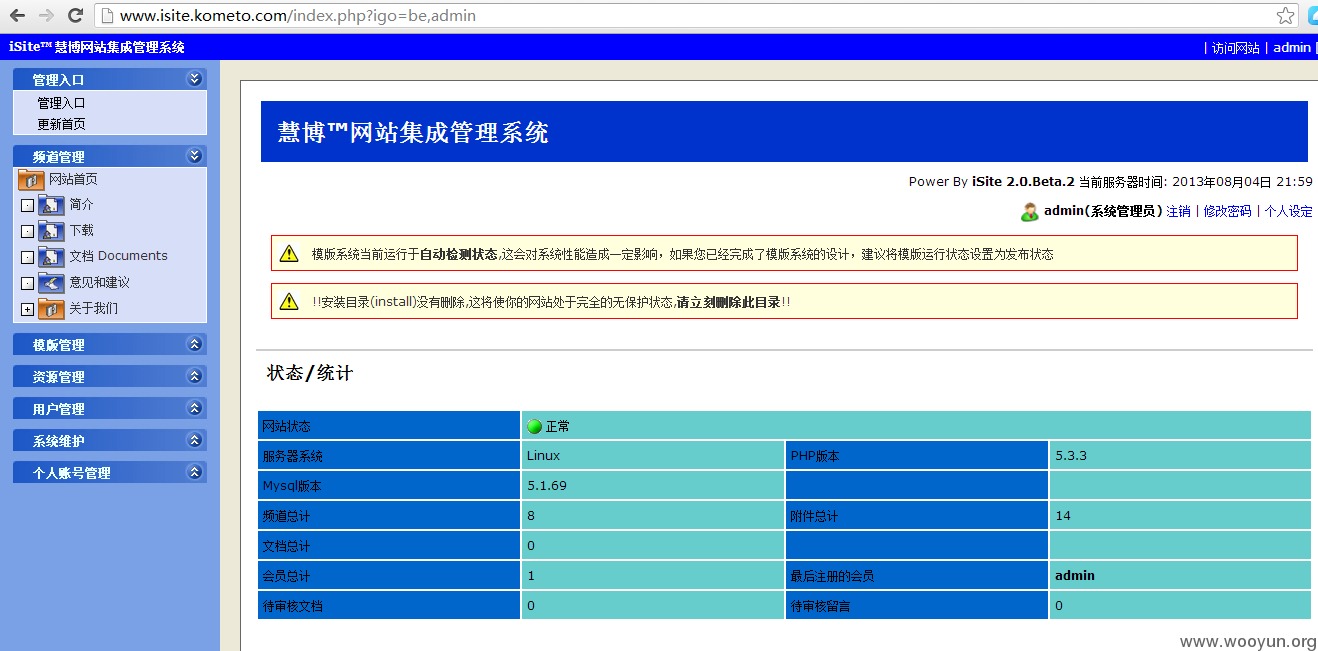 www.isite.kometo.com/index.php?igo=be,admin
iSite™ 慧博网站集成管理系统
| 访问网站 | admin
管理入口
管理入口
更新首页
频道管理
网站首页
简介
下载
文档 Documents
意见和建议
关于我们
模版管理
资源管理
用户管理
系统维护
个人账号管理
慧博™网站集成管理系统
Power By iSite 2.0.Beta.2 当前服务器时间: 2013年08月04日 21:59
admin(系统管理员) 注销 | 修改密码 | 个人设定
模版系统当前运行于自动检测状态,这会对系统性能造成一定影响，如果您已经完成了模版系统的设计，建议将模版运行状态设置为发布状态
!!安装目录(install)没有删除,这将使你的网站处于完全的无保护状态,请立刻删除此目录!!
状态/统计
网站状态 正常
服务器系统 Linux PHP版本 5.3.3
Mysql版本 5.1.69
频道总计 8 附件总计 14
文档总计 0
会员总计 1 最后注册的会员 admin
待审核文档 0 待审核留言 0
www.wooyun.org